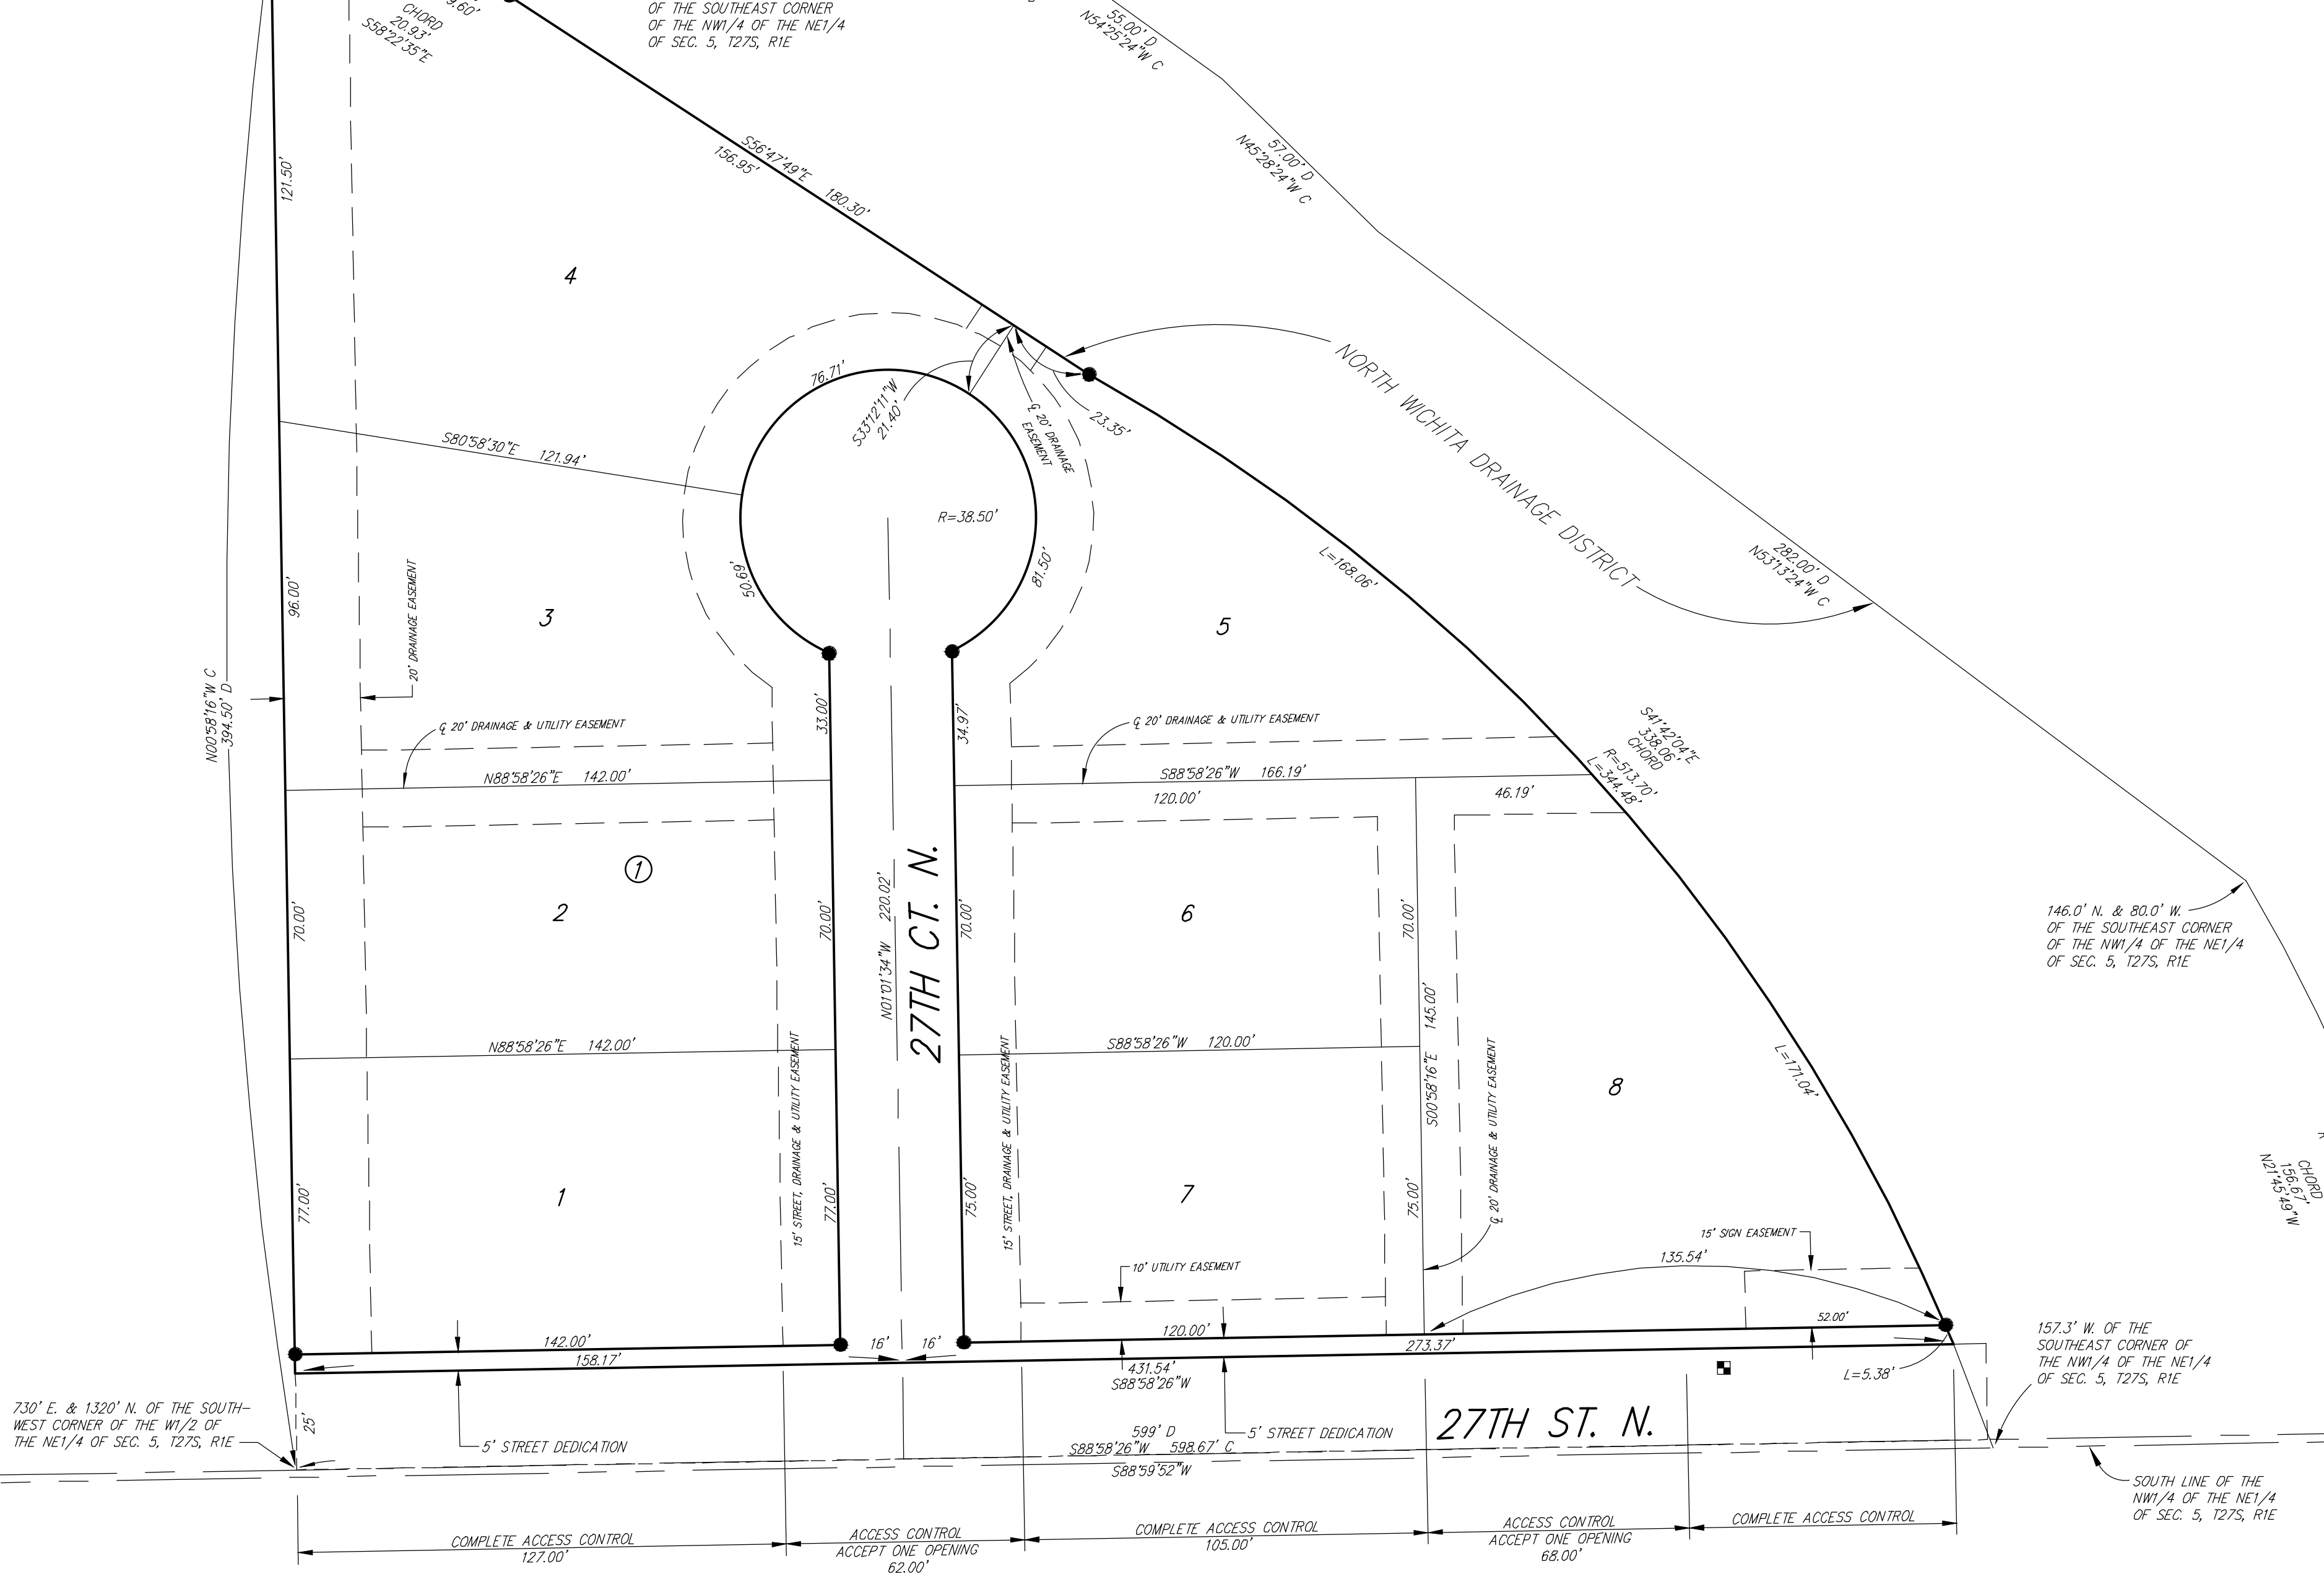 9.60'
CHORD
20.93'
S58°22'35"E
OF THE SOUTHEAST CORNER
OF THE NW1/4 OF THE NE1/4
OF SEC. 5, T27S, R1E
55.00' D
N54°25'24"W C
57.00' D
N45°28'24"W C
121.50'
S56°47'49"E
156.95'
180.30'
4
NORTH WICHITA DRAINAGE DISTRICT
76.71'
S33°12'11"W
21.40'
℄ 20' DRAINAGE
EASEMENT
23.35'
S80°58'30"E 121.94'
R=38.50'
L=168.06'
282.00' D
N53°13'24"W C
50.69'
81.50'
96.00'
20' DRAINAGE EASEMENT
3
5
N00°58'16"W C
394.50' D
33.00'
34.97'
℄ 20' DRAINAGE & UTILITY EASEMENT
℄ 20' DRAINAGE & UTILITY EASEMENT
S41°42'04"E
338.06'
CHORD
R=513.70'
L=344.48'
N88°58'26"E 142.00'
S88°58'26"W 166.19'
120.00'
46.19'
1
27TH CT. N.
N01°01'34"W 220.02'
70.00'
2
70.00'
70.00'
6
70.00'
146.0' N. & 80.0' W.
OF THE SOUTHEAST CORNER
OF THE NW1/4 OF THE NE1/4
OF SEC. 5, T27S, R1E
N88°58'26"E 142.00'
S88°58'26"W 120.00'
S00°58'16"E 145.00'
15' STREET, DRAINAGE & UTILITY EASEMENT
15' STREET, DRAINAGE & UTILITY EASEMENT
℄ 20' DRAINAGE & UTILITY EASEMENT
8
L=171.04'
CHORD
156.67'
N21°45'49"W
77.00'
1
77.00'
75.00'
7
75.00'
15' SIGN EASEMENT
10' UTILITY EASEMENT
135.54'
142.00'
158.17'
16'
16'
120.00'
273.37'
52.00'
431.54'
S88°58'26"W
L=5.38'
157.3' W. OF THE
SOUTHEAST CORNER OF
THE NW1/4 OF THE NE1/4
OF SEC. 5, T27S, R1E
730' E. & 1320' N. OF THE SOUTH-
WEST CORNER OF THE W1/2 OF
THE NE1/4 OF SEC. 5, T27S, R1E
25'
5' STREET DEDICATION
599' D
S88°58'26"W 598.67' C
S88°59'52"W
5' STREET DEDICATION
27TH ST. N.
SOUTH LINE OF THE
NW1/4 OF THE NE1/4
OF SEC. 5, T27S, R1E
COMPLETE ACCESS CONTROL
127.00'
ACCESS CONTROL
ACCEPT ONE OPENING
62.00'
COMPLETE ACCESS CONTROL
105.00'
ACCESS CONTROL
ACCEPT ONE OPENING
68.00'
COMPLETE ACCESS CONTROL